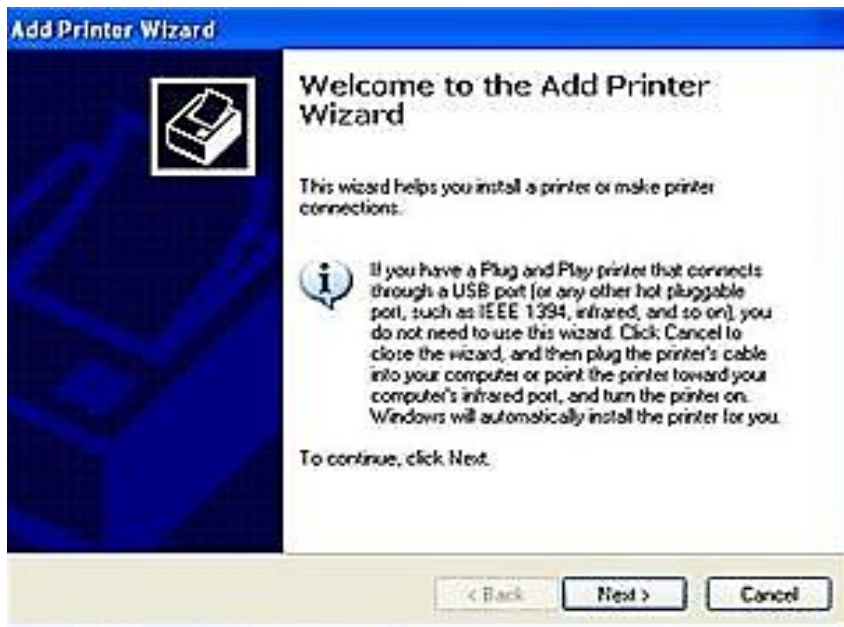 Add Printer Wizard
Welcome to the Add Printer
Wizard
This wizard helps you install a printer or make printer
connections.
If you have a Plug and Play printer that connects
through a USB port (or any other hot pluggable
port, such as IEEE 1394, infrared, and so on), you
do not need to use this wizard. Click Cancel to
close the wizard, and then plug the printer's cable
into your computer or point the printer toward your
computer's infrared port, and turn the printer on.
Windows will automatically install the printer for you.
To continue, click Next.
< Back Next > Cancel